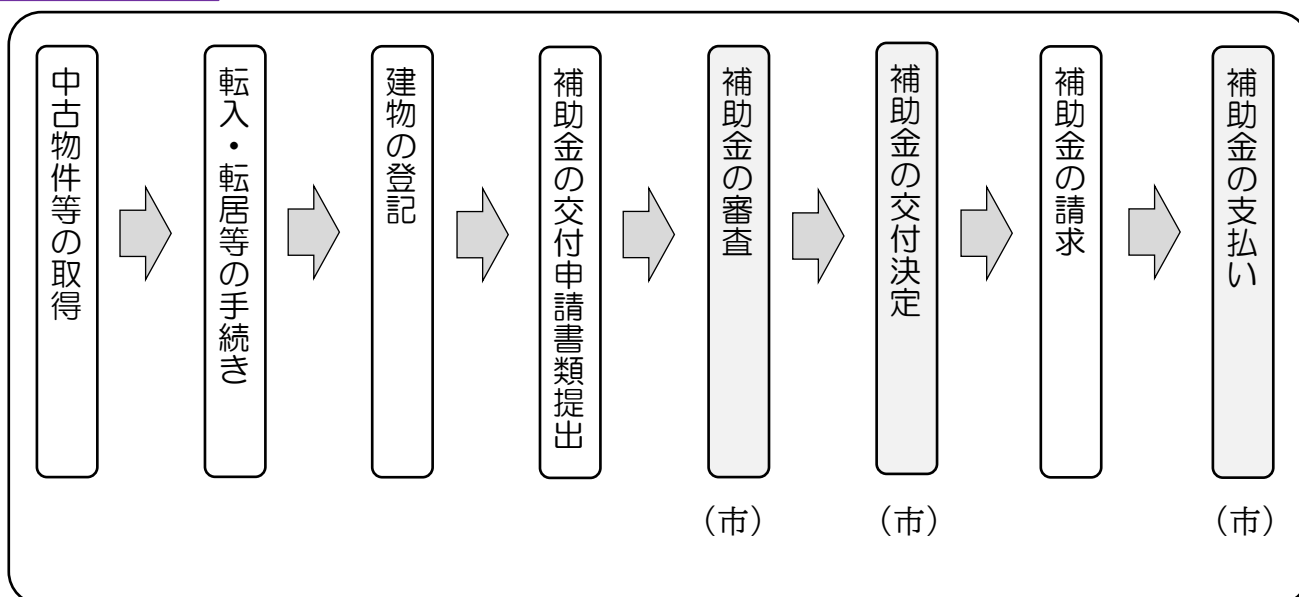 中古物件等の取得
転入・転居等の手続き
建物の登記
補助金の交付申請書類提出
補助金の審査
（市）
補助金の交付決定
（市）
補助金の請求
補助金の支払い
（市）